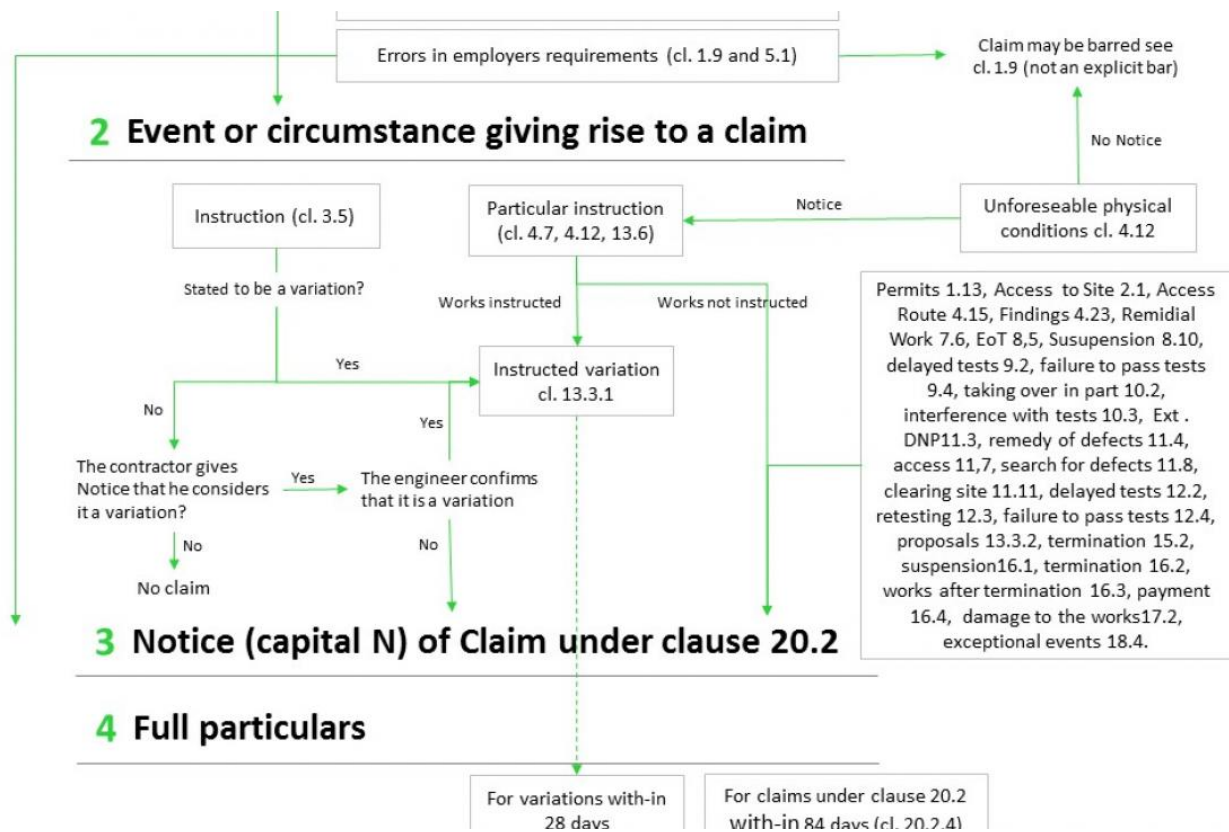 Errors in employers requirements (cl. 1.9 and 5.1)
Claim may be barred see
cl. 1.9 (not an explicit bar)
2 Event or circumstance giving rise to a claim
No Notice
Instruction (cl. 3.5)
Particular instruction
(cl. 4.7, 4.12, 13.6)
Notice
Unforeseable physical
conditions cl. 4.12
Stated to be a variation?
Works instructed
Works not instructed
Permits 1.13, Access to Site 2.1, Access
Route 4.15, Findings 4.23, Remidial
Work 7.6, EoT 8,5, Susupension 8.10,
delayed tests 9.2, failure to pass tests
9.4, taking over in part 10.2,
interference with tests 10.3, Ext .
DNP11.3, remedy of defects 11.4,
access 11,7, search for defects 11.8,
clearing site 11.11, delayed tests 12.2,
retesting 12.3, failure to pass tests 12.4,
proposals 13.3.2, termination 15.2,
suspension16.1, termination 16.2,
works after termination 16.3, payment
16.4, damage to the works17.2,
exceptional events 18.4.
Yes
Instructed variation
cl. 13.3.1
No
Yes
The contractor gives
Notice that he considers
it a variation?
Yes
The engineer confirms
that it is a variation
No
No
No claim
3 Notice (capital N) of Claim under clause 20.2
4 Full particulars
For variations with-in
28 days
For claims under clause 20.2
with-in 84 days (cl. 20.2.4)